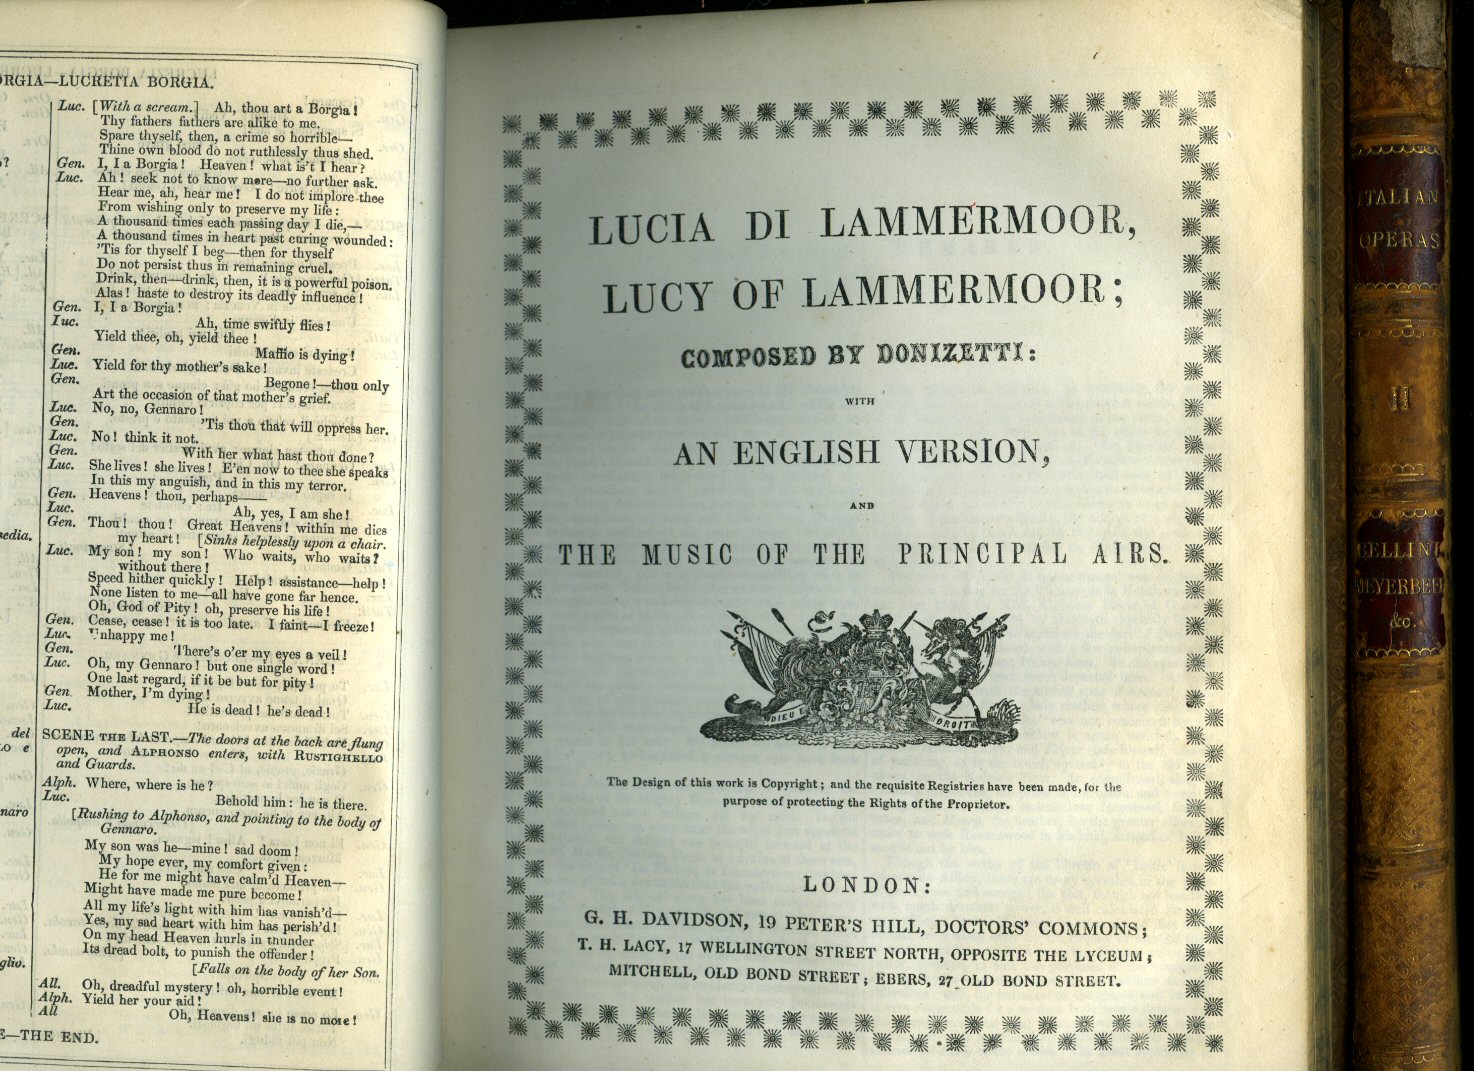 ORGIA—LUCRETIA BORGIA.
Luc. [With a scream.] Ah, thou art a Borgia!
Thy fathers fathers are alike to me.
Spare thyself, then, a crime so horrible—
Thine own blood do not ruthlessly thus shed.
Gen. I, I a Borgia! Heaven! what is't I hear?
Luc. Ah! seek not to know more—no further ask.
Hear me, ah, hear me! I do not implore thee
From wishing only to preserve my life:
A thousand times each passing day I die,—
A thousand times in heart past curing wounded:
'Tis for thyself I beg—then for thyself
Do not persist thus in remaining cruel.
Drink, then—drink, then, it is a powerful poison.
Alas! haste to destroy its deadly influence!
Gen. I, I a Borgia!
Luc. Ah, time swiftly flies!
Yield thee, oh, yield thee!
Gen. Maffio is dying!
Luc. Yield for thy mother's sake!
Gen. Begone!—thou only
Art the occasion of that mother's grief.
Luc. No, no, Gennaro!
Gen. 'Tis thou that will oppress her.
Luc. No! think it not.
Gen. With her what hast thou done?
Luc. She lives! she lives! E'en now to thee she speaks
In this my anguish, and in this my terror.
Gen. Heavens! thou, perhaps——
Luc. Ah, yes, I am she!
Gen. Thou! thou! Great Heavens! within me dies
my heart! [Sinks helplessly upon a chair.
Luc. My son! my son! Who waits, who waits?
without there!
Speed hither quickly! Help! assistance—help!
None listen to me—all have gone far hence.
Oh, God of Pity! oh, preserve his life!
Gen. Cease, cease! it is too late. I faint—I freeze!
Luc. Unhappy me!
Gen. There's o'er my eyes a veil!
Luc. Oh, my Gennaro! but one single word!
One last regard, if it be but for pity!
Gen. Mother, I'm dying!
Luc. He is dead! he's dead!
SCENE THE LAST.—The doors at the back are flung
open, and ALPHONSO enters, with RUSTIGHELLO
and Guards.
Alph. Where, where is he?
Luc. Behold him: he is there.
[Rushing to Alphonso, and pointing to the body of
Gennaro.
My son was he—mine! sad doom!
My hope ever, my comfort given:
He for me might have calm'd Heaven—
Might have made me pure become!
All my life's light with him has vanish'd—
Yes, my sad heart with him has perish'd!
On my head Heaven hurls in thunder
Its dread bolt, to punish the offender!
[Falls on the body of her Son.
All. Oh, dreadful mystery! oh, horrible event!
Alph. Yield her your aid!
All Oh, Heavens! she is no more!
E—THE END.
del
naro
glio.
LUCIA DI LAMMERMOOR,
LUCY OF LAMMERMOOR;
COMPOSED BY DONIZETTI:
WITH
AN ENGLISH VERSION,
AND
THE MUSIC OF THE PRINCIPAL AIRS.
DIEU E DROIT
The Design of this work is Copyright; and the requisite Registries have been made, for the
purpose of protecting the Rights of the Proprietor.
LONDON:
G. H. DAVIDSON, 19 PETER'S HILL, DOCTORS' COMMONS;
T. H. LACY, 17 WELLINGTON STREET NORTH, OPPOSITE THE LYCEUM;
MITCHELL, OLD BOND STREET; EBERS, 27 OLD BOND STREET.
ITALIAN
OPERAS
II
BELLINI
MEYERBEER
&c.